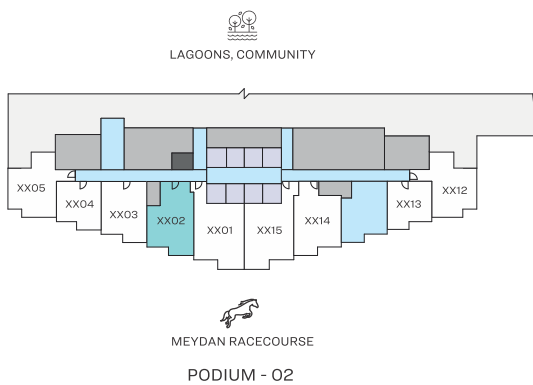 LAGOONS, COMMUNITY
XX05
XX04
XX03
XX02
XX01
XX15
XX14
XX13
XX12
MEYDAN RACECOURSE
PODIUM - 02